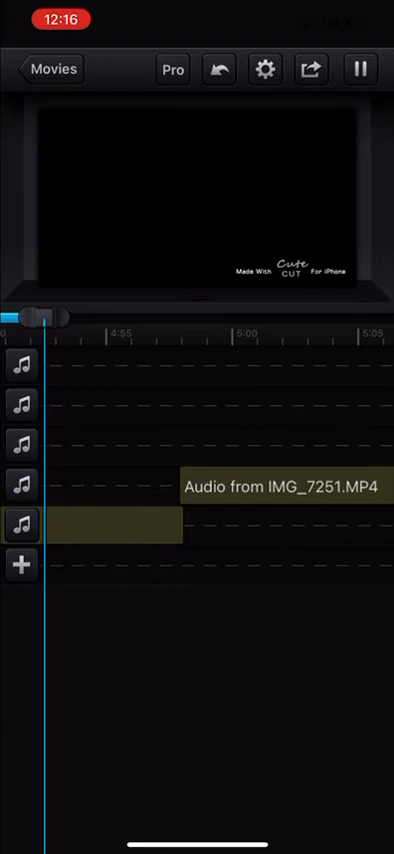 12:16
Movies
Pro
Made With Cute CUT For iPhone
4:55 5:00 5:05
Audio from IMG_7251.MP4